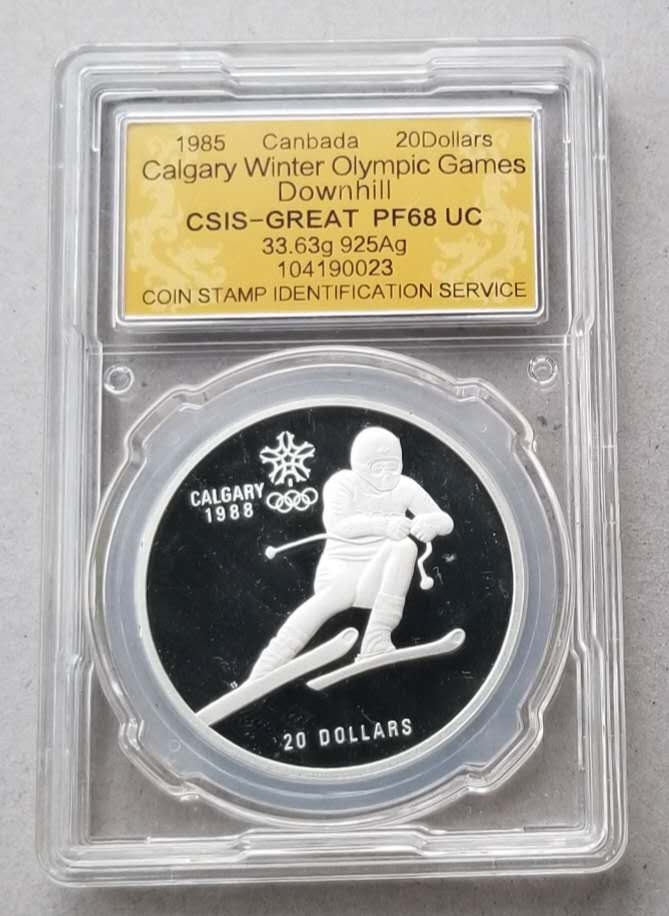 1985 Canbada 20Dollars
Calgary Winter Olympic Games
Downhill
CSIS-GREAT PF68 UC
33.63g 925Ag
104190023
COIN STAMP IDENTIFICATION SERVICE
CALGARY
1988
20 DOLLARS